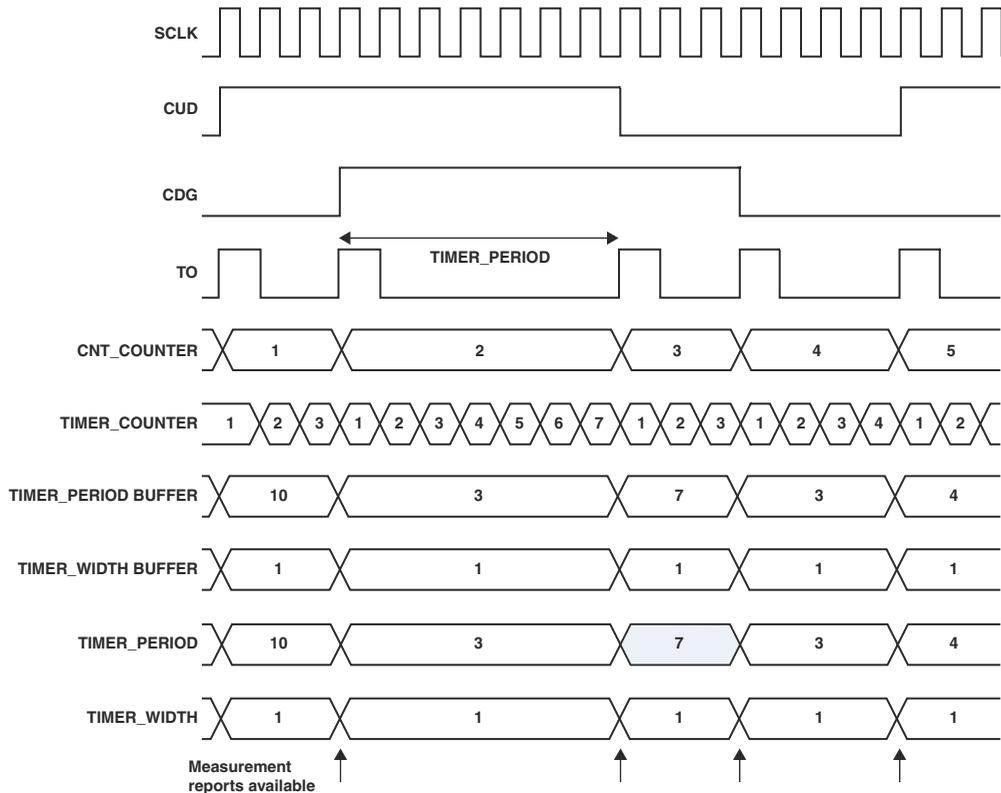 SCLK
CUD
CDG
TIMER_PERIOD
TO
CNT_COUNTER 1 2 3 4 5
TIMER_COUNTER 1 2 3 1 2 3 4 5 6 7 1 2 3 1 2 3 4 1 2
TIMER_PERIOD BUFFER 10 3 7 3 4
TIMER_WIDTH BUFFER 1 1 1 1 1
TIMER_PERIOD 10 3 7 3 4
TIMER_WIDTH 1 1 1 1 1
Measurement
reports available